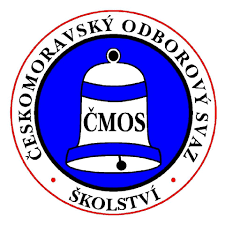 ČESKOMORAVSKÝ ODBOROVÝ SVAZ
ČMOS
• ŠKOLSTVÍ •